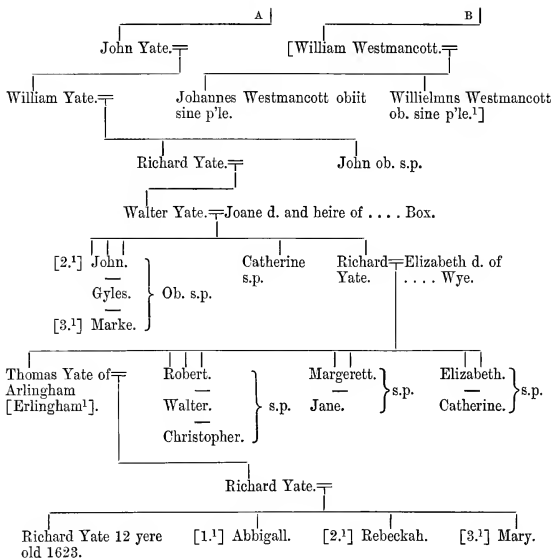 A B
John Yate. [William Westmancott.
William Yate. Johannes Westmancott obiit Willielmus Westmancott
sine p'le. ob. sine p'le.¹]
Richard Yate. John ob. s.p.
Walter Yate. Joane d. and heire of . . . . Box.
[2.¹] John. Catherine Richard Elizabeth d. of
s.p. Yate. . . . . Wye.
Gyles. Ob. s.p.
[3.¹] Marke.
Thomas Yate of Robert. Margerett. Elizabeth.
Arlingham s.p. s.p.
[Erlingham¹]. Walter. s.p. Jane. Catherine.
Christopher.
Richard Yate.
Richard Yate 12 yere [1.¹] Abbigall. [2.¹] Rebeckah. [3.¹] Mary.
old 1623.